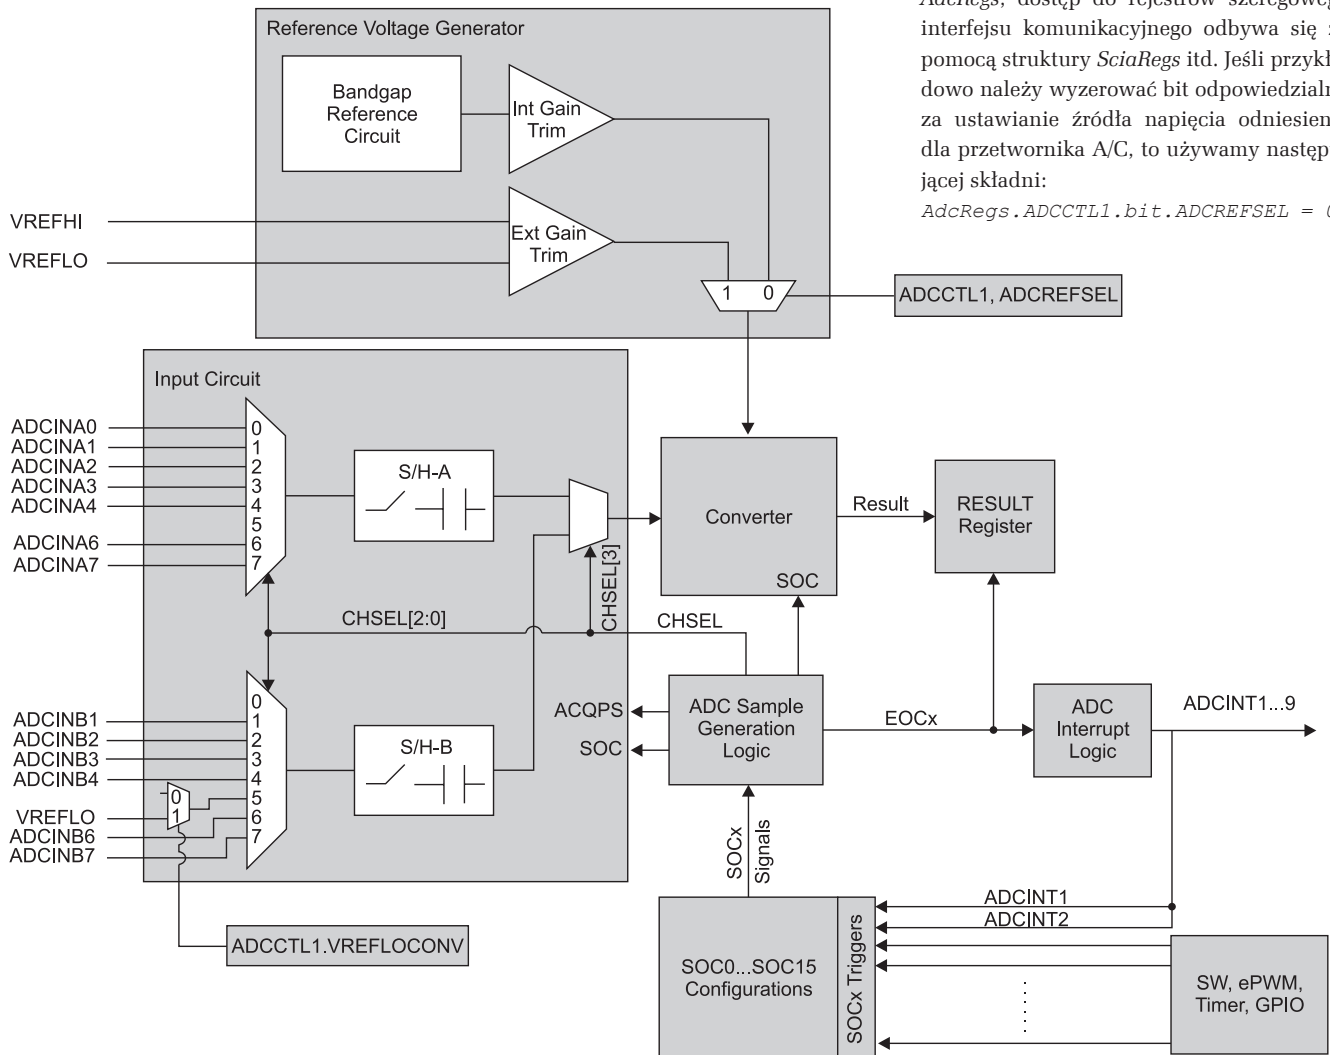 AdcRegs, dostęp do rejestrów szeregoweg
interfejsu komunikacyjnego odbywa się z
pomocą struktury SciaRegs itd. Jeśli przykł
dowo należy wyzerować bit odpowiedzialn
za ustawianie źródła napięcia odniesien
dla przetwornika A/C, to używamy następu
jącej składni:
AdcRegs.ADCCTL1.bit.ADCREFSEL = 0
Reference Voltage Generator
Bandgap
Reference
Circuit
Int Gain
Trim
VREFHI
VREFLO
Ext Gain
Trim
1 0
ADCCTL1, ADCREFSEL
Input Circuit
ADCINA0
ADCINA1
ADCINA2
ADCINA3
ADCINA4
ADCINA6
ADCINA7
0
1
2
3
4
5
6
7
S/H-A
Converter
SOC
Result
RESULT
Register
CHSEL[3]
CHSEL[2:0]
CHSEL
ADCINB1
ADCINB2
ADCINB3
ADCINB4
VREFLO
ADCINB6
ADCINB7
0
1
0
1
2
3
4
5
6
7
S/H-B
ACQPS
SOC
ADC Sample
Generation
Logic
EOCx
ADC
Interrupt
Logic
ADCINT1...9
ADCCTL1.VREFLOCONV
SOCx
Signals
SOC0...SOC15
Configurations
SOCx Triggers
ADCINT1
ADCINT2
SW, ePWM,
Timer, GPIO